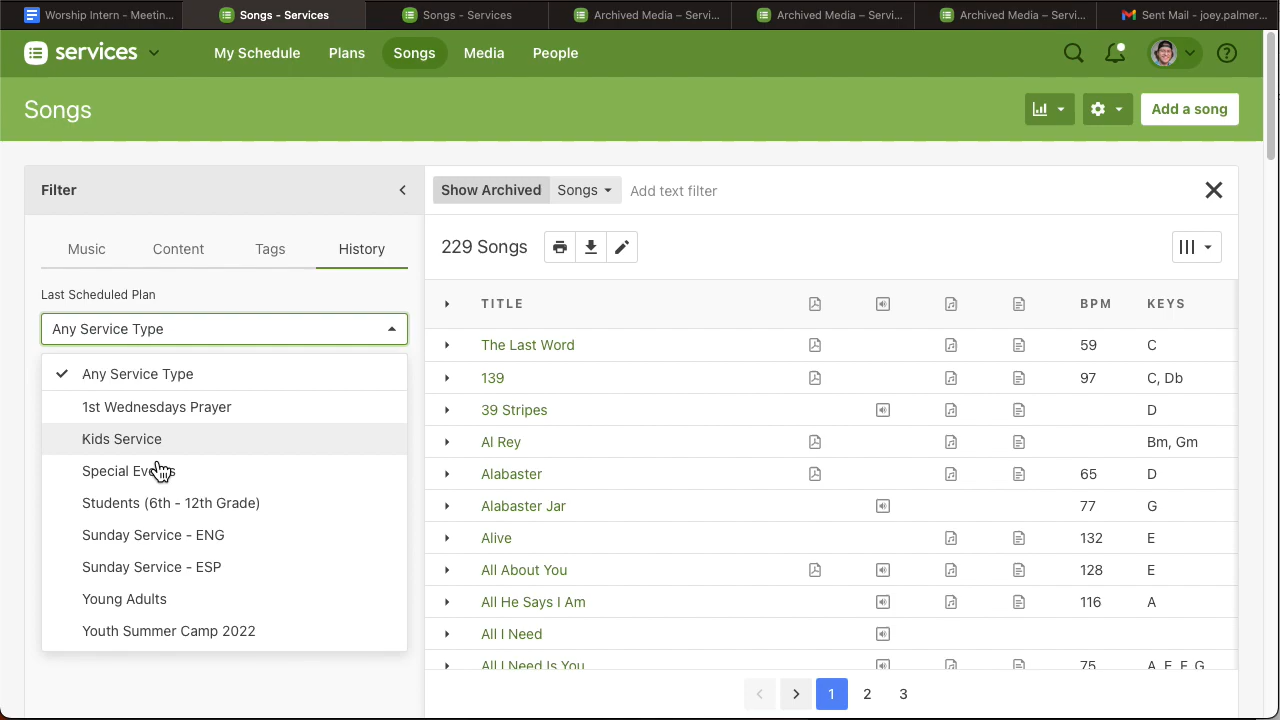 Worship Intern - Meetin...
Songs - Services
Songs - Services
Archived Media – Servi...
Archived Media – Servi...
Archived Media – Servi...
Sent Mail - joey.palmer...
services
My Schedule
Plans
Songs
Media
People
Songs
Add a song
Filter
Show Archived
Songs
Add text filter
Music
Content
Tags
History
229 Songs
Last Scheduled Plan
Any Service Type
Any Service Type
1st Wednesdays Prayer
Kids Service
Special Events
Students (6th - 12th Grade)
Sunday Service - ENG
Sunday Service - ESP
Young Adults
Youth Summer Camp 2022
TITLE BPM KEYS
The Last Word 59 C
139 97 C, Db
39 Stripes D
Al Rey Bm, Gm
Alabaster 65 D
Alabaster Jar 77 G
Alive 132 E
All About You 128 E
All He Says I Am 116 A
All I Need
All I Need Is You 75 A, E, F, G
1 2 3